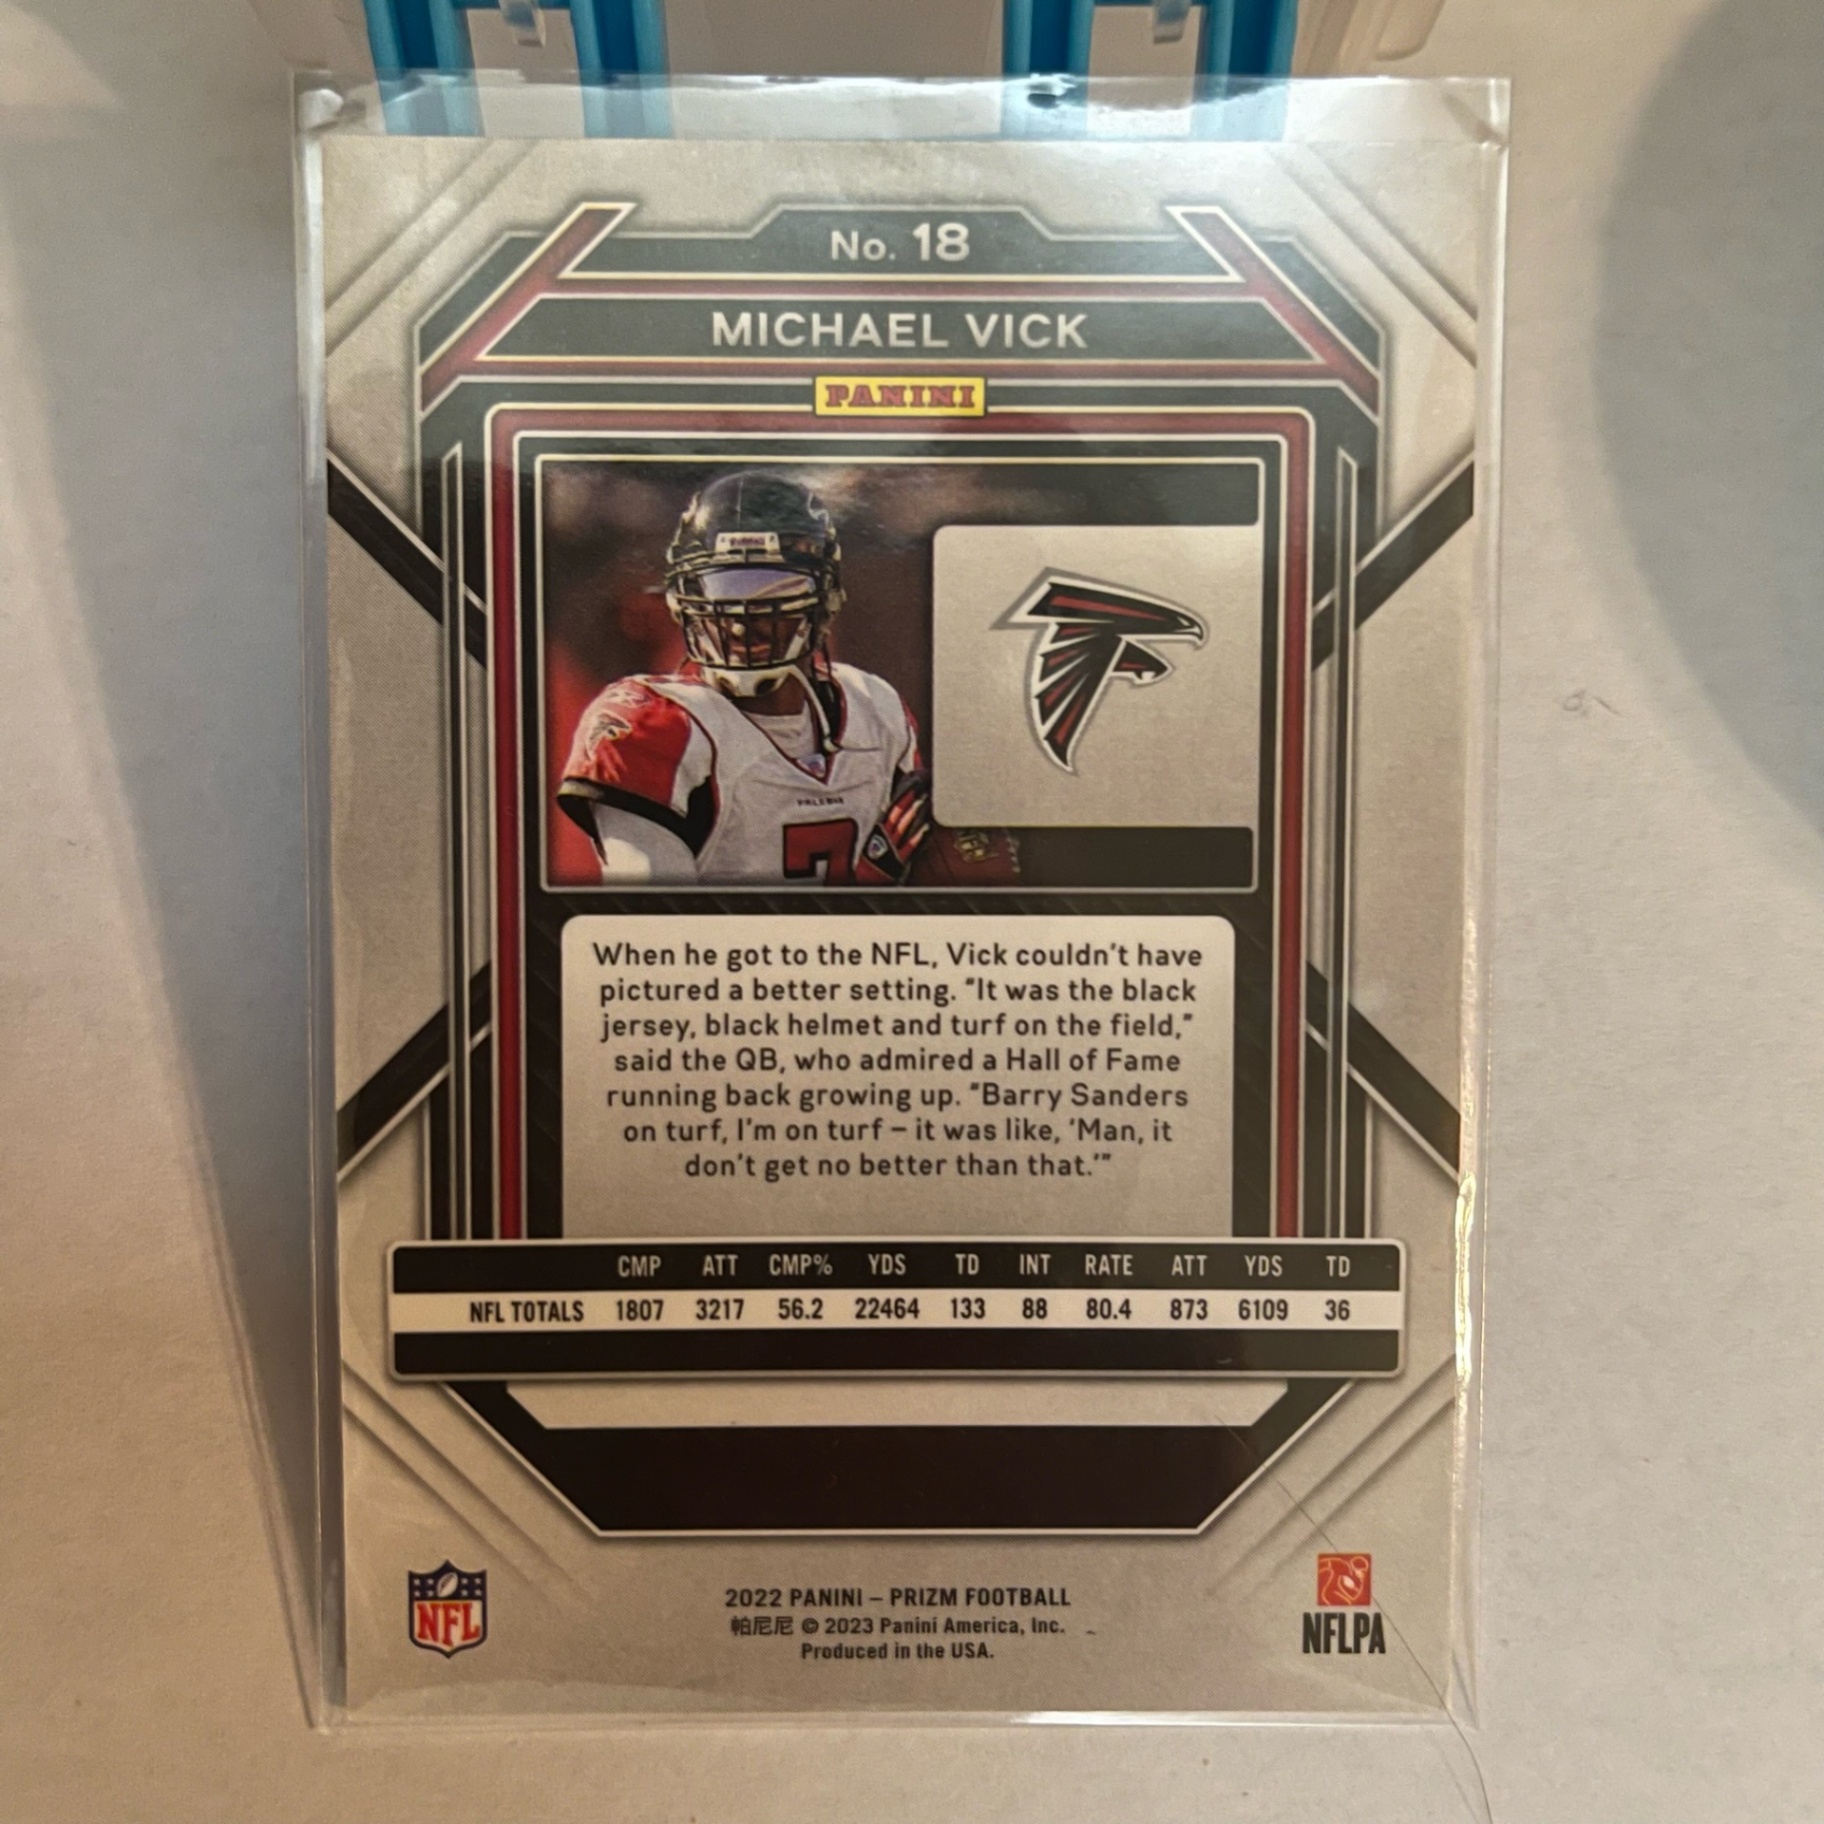 No. 18
MICHAEL VICK
PANINI
Riddell
FALCONS
7
When he got to the NFL, Vick couldn't have
pictured a better setting. "It was the black
jersey, black helmet and turf on the field,"
said the QB, who admired a Hall of Fame
running back growing up. "Barry Sanders
on turf, I'm on turf – it was like, 'Man, it
don't get no better than that.'"
CMP ATT CMP% YDS TD INT RATE ATT YDS TD
NFL TOTALS 1807 3217 56.2 22464 133 88 80.4 873 6109 36
NFL
2022 PANINI – PRIZM FOOTBALL
帕尼尼 © 2023 Panini America, Inc.
Produced in the USA.
NFLPA